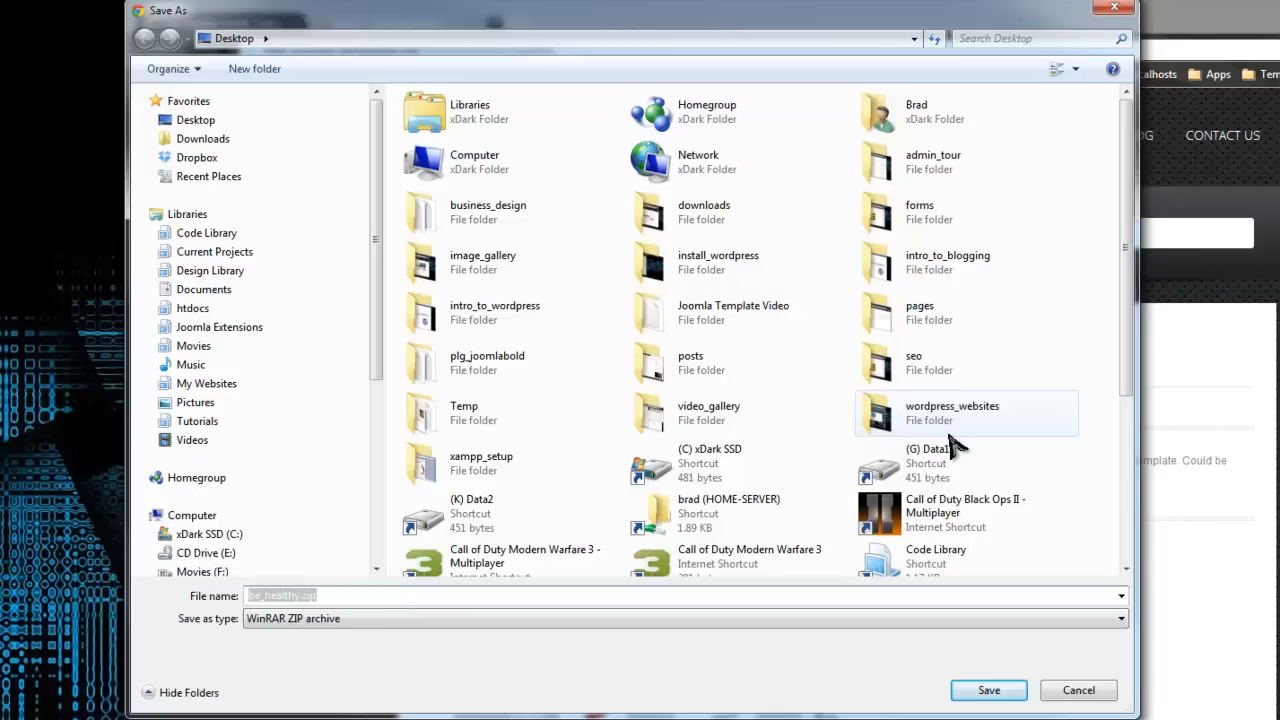 Save As
Desktop
Search Desktop
calhosts
Apps
Organize
New folder
OG
CONTACT US
Favorites
Desktop
Downloads
Dropbox
Recent Places
Libraries
Code Library
Current Projects
Design Library
Documents
htdocs
Joomla Extensions
Movies
Music
My Websites
Pictures
Tutorials
Videos
Homegroup
Computer
xDark SSD (C:)
CD Drive (E:)
Movies (F:)
Libraries
xDark Folder
Homegroup
xDark Folder
Brad
xDark Folder
Computer
xDark Folder
Network
xDark Folder
admin_tour
File folder
business_design
File folder
downloads
File folder
forms
File folder
image_gallery
File folder
install_wordpress
File folder
intro_to_blogging
File folder
intro_to_wordpress
File folder
Joomla Template Video
File folder
pages
File folder
plg_joomlabold
File folder
posts
File folder
seo
File folder
Temp
File folder
video_gallery
File folder
wordpress_websites
File folder
xampp_setup
File folder
(C) xDark SSD
Shortcut
481 bytes
(G) Data1
Shortcut
451 bytes
(K) Data2
Shortcut
451 bytes
brad (HOME-SERVER)
Shortcut
1.89 KB
Call of Duty Black Ops II -
Multiplayer
Internet Shortcut
Call of Duty Modern Warfare 3 -
Multiplayer
Call of Duty Modern Warfare 3
Internet Shortcut
Code Library
Shortcut
mplate. Could be
File name:
be_healthy.zip
Save as type:
WinRAR ZIP archive
Hide Folders
Save
Cancel